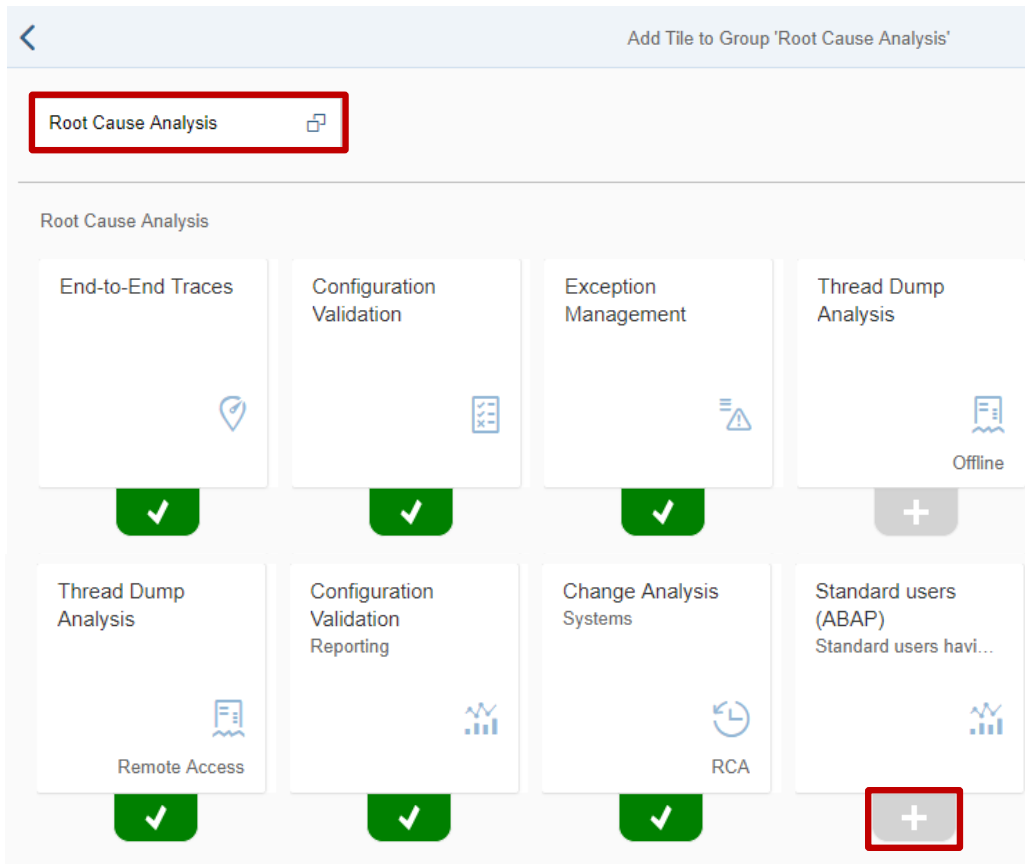 Add Tile to Group 'Root Cause Analysis'
Root Cause Analysis
Root Cause Analysis
End-to-End Traces
Configuration
Validation
Exception
Management
Thread Dump
Analysis
Offline
Thread Dump
Analysis
Remote Access
Configuration
Validation
Reporting
Change Analysis
Systems
RCA
Standard users
(ABAP)
Standard users havi...